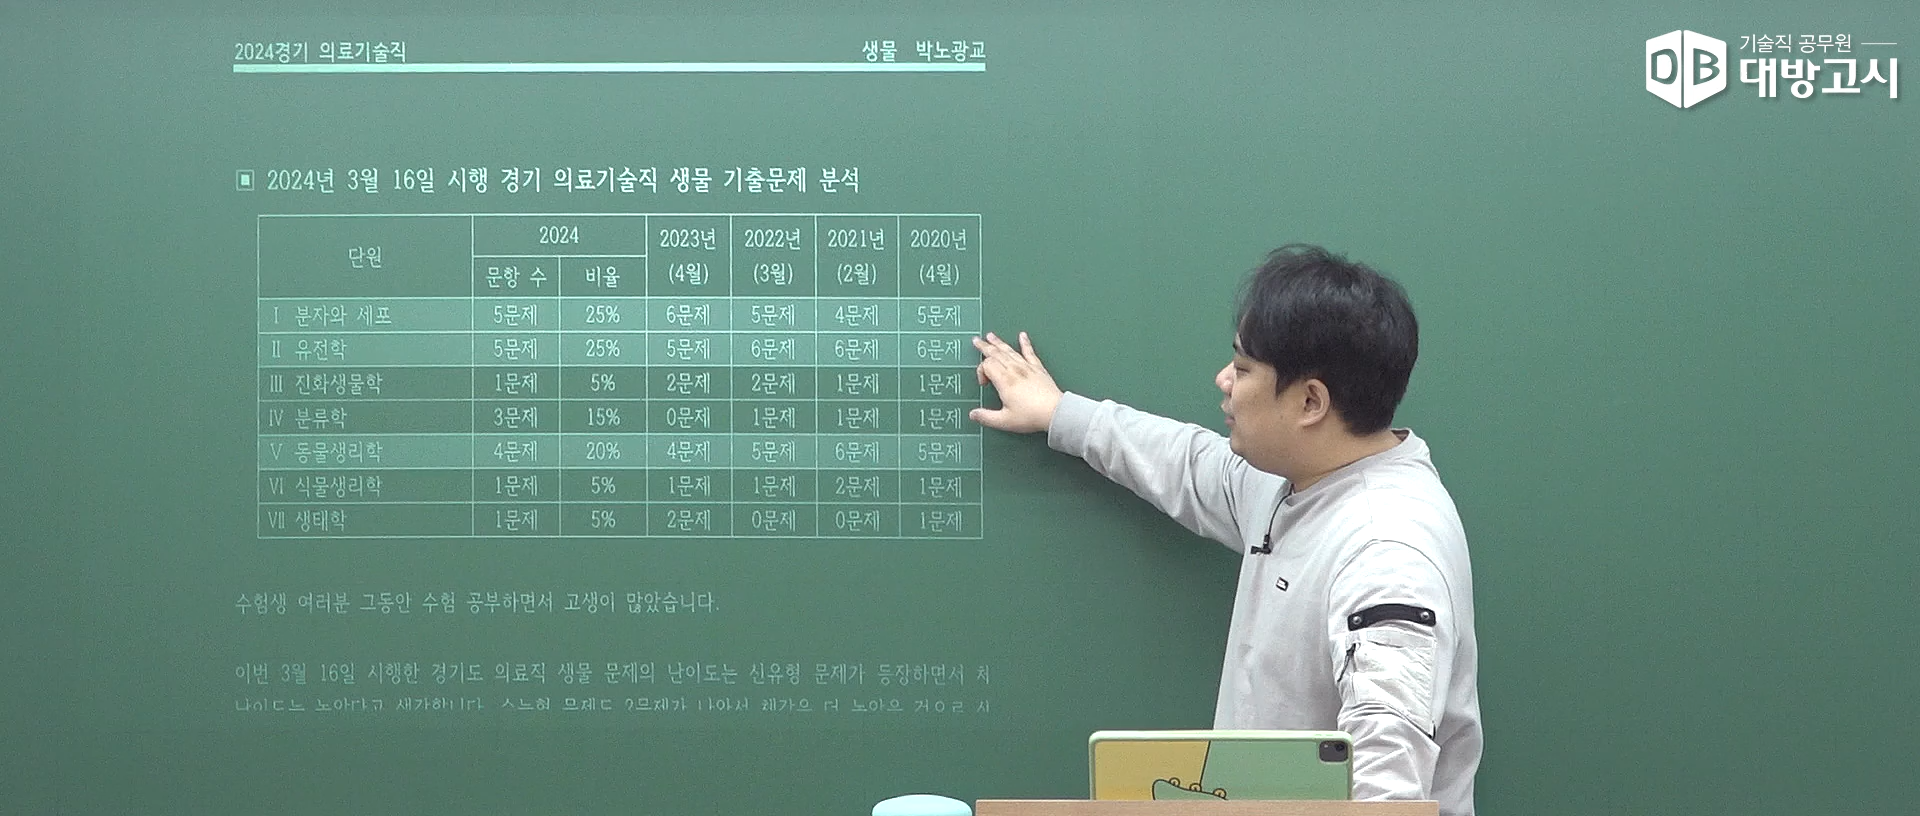 2024경기 의료기술직 생물 박노광교
기술직 공무원
대방고시
DB
▣ 2024년 3월 16일 시행 경기 의료기술직 생물 기출문제 분석
단원 2024 2023년 2022년 2021년 2020년
문항 수 비율 (4월) (3월) (2월) (4월)
Ⅰ 분자와 세포 5문제 25% 6문제 5문제 4문제 5문제
Ⅱ 유전학 5문제 25% 5문제 6문제 6문제 6문제
Ⅲ 진화생물학 1문제 5% 2문제 2문제 1문제 1문제
Ⅳ 분류학 3문제 15% 0문제 1문제 1문제 1문제
Ⅴ 동물생리학 4문제 20% 4문제 5문제 6문제 5문제
Ⅵ 식물생리학 1문제 5% 1문제 1문제 2문제 1문제
Ⅶ 생태학 1문제 5% 2문제 0문제 0문제 1문제
수험생 여러분 그동안 수험 공부하면서 고생이 많았습니다.
이번 3월 16일 시행한 경기도 의료직 생물 문제의 난이도는 신유형 문제가 등장하면서